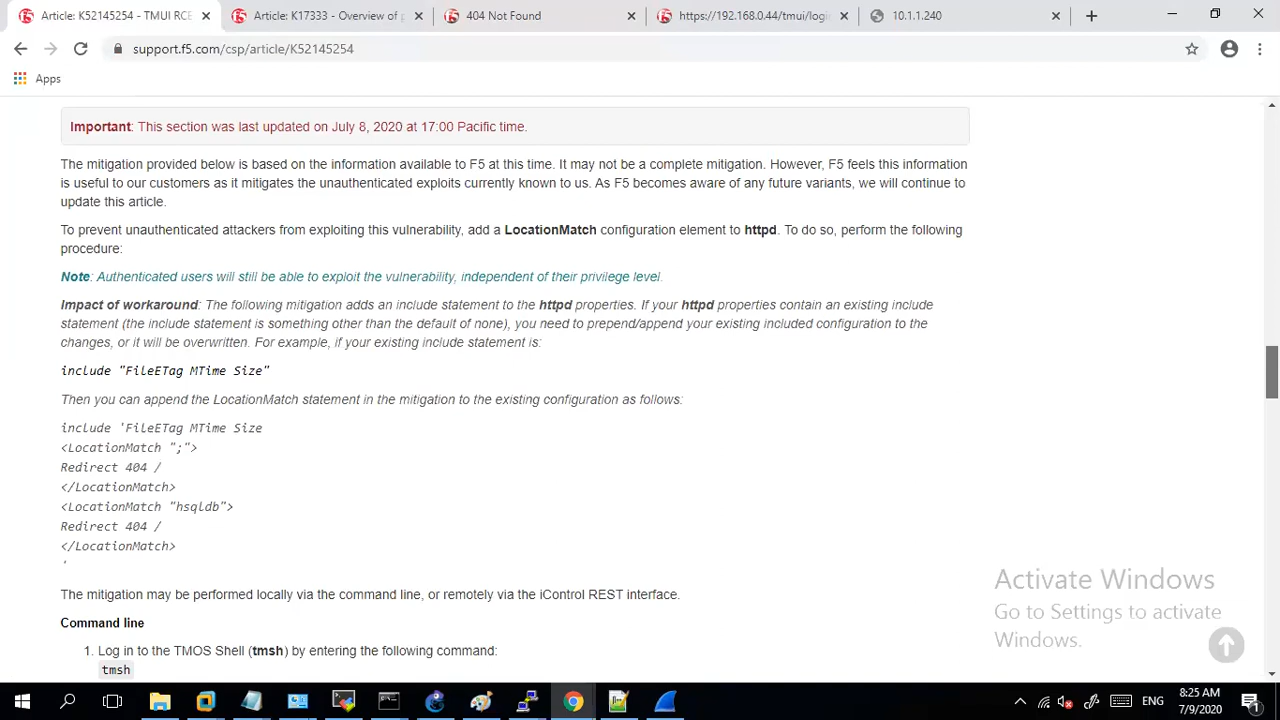 Article: K52145254 - TMUI RCE
Article: K17333 - Overview of p
404 Not Found
https://192.168.0.44/tmui/logi
10.1.1.240
support.f5.com/csp/article/K52145254
Apps
Important: This section was last updated on July 8, 2020 at 17:00 Pacific time.
The mitigation provided below is based on the information available to F5 at this time. It may not be a complete mitigation. However, F5 feels this information
is useful to our customers as it mitigates the unauthenticated exploits currently known to us. As F5 becomes aware of any future variants, we will continue to
update this article.
To prevent unauthenticated attackers from exploiting this vulnerability, add a LocationMatch configuration element to httpd. To do so, perform the following
procedure:
Note: Authenticated users will still be able to exploit the vulnerability, independent of their privilege level.
Impact of workaround: The following mitigation adds an include statement to the httpd properties. If your httpd properties contain an existing include
statement (the include statement is something other than the default of none), you need to prepend/append your existing included configuration to the
changes, or it will be overwritten. For example, if your existing include statement is:
include "FileETag MTime Size"
Then you can append the LocationMatch statement in the mitigation to the existing configuration as follows:
include 'FileETag MTime Size
<LocationMatch ";">
Redirect 404 /
</LocationMatch>
<LocationMatch "hsqldb">
Redirect 404 /
</LocationMatch>
'
The mitigation may be performed locally via the command line, or remotely via the iControl REST interface.
Command line
1. Log in to the TMOS Shell (tmsh) by entering the following command:
tmsh
Activate Windows
Go to Settings to activate
Windows.
ENG
8:25 AM
7/9/2020